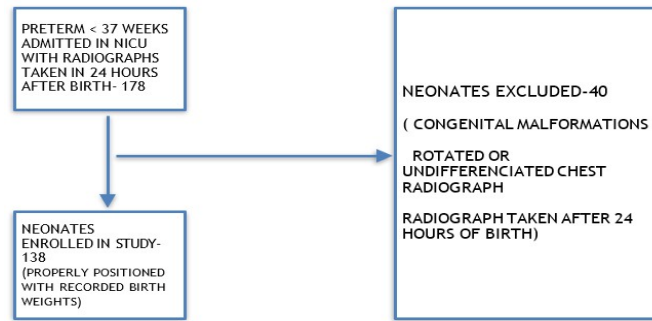 PRETERM < 37 WEEKS
ADMITTED IN NICU
WITH RADIOGRAPHS
TAKEN IN 24 HOURS
AFTER BIRTH- 178
NEONATES EXCLUDED-40
( CONGENITAL MALFORMATIONS
ROTATED OR
UNDIFFERENCIATED CHEST
RADIOGRAPH
RADIOGRAPH TAKEN AFTER 24
HOURS OF BIRTH)
NEONATES
ENROLLED IN STUDY-
138
(PROPERLY POSITIONED
WITH RECORDED BIRTH
WEIGHTS)